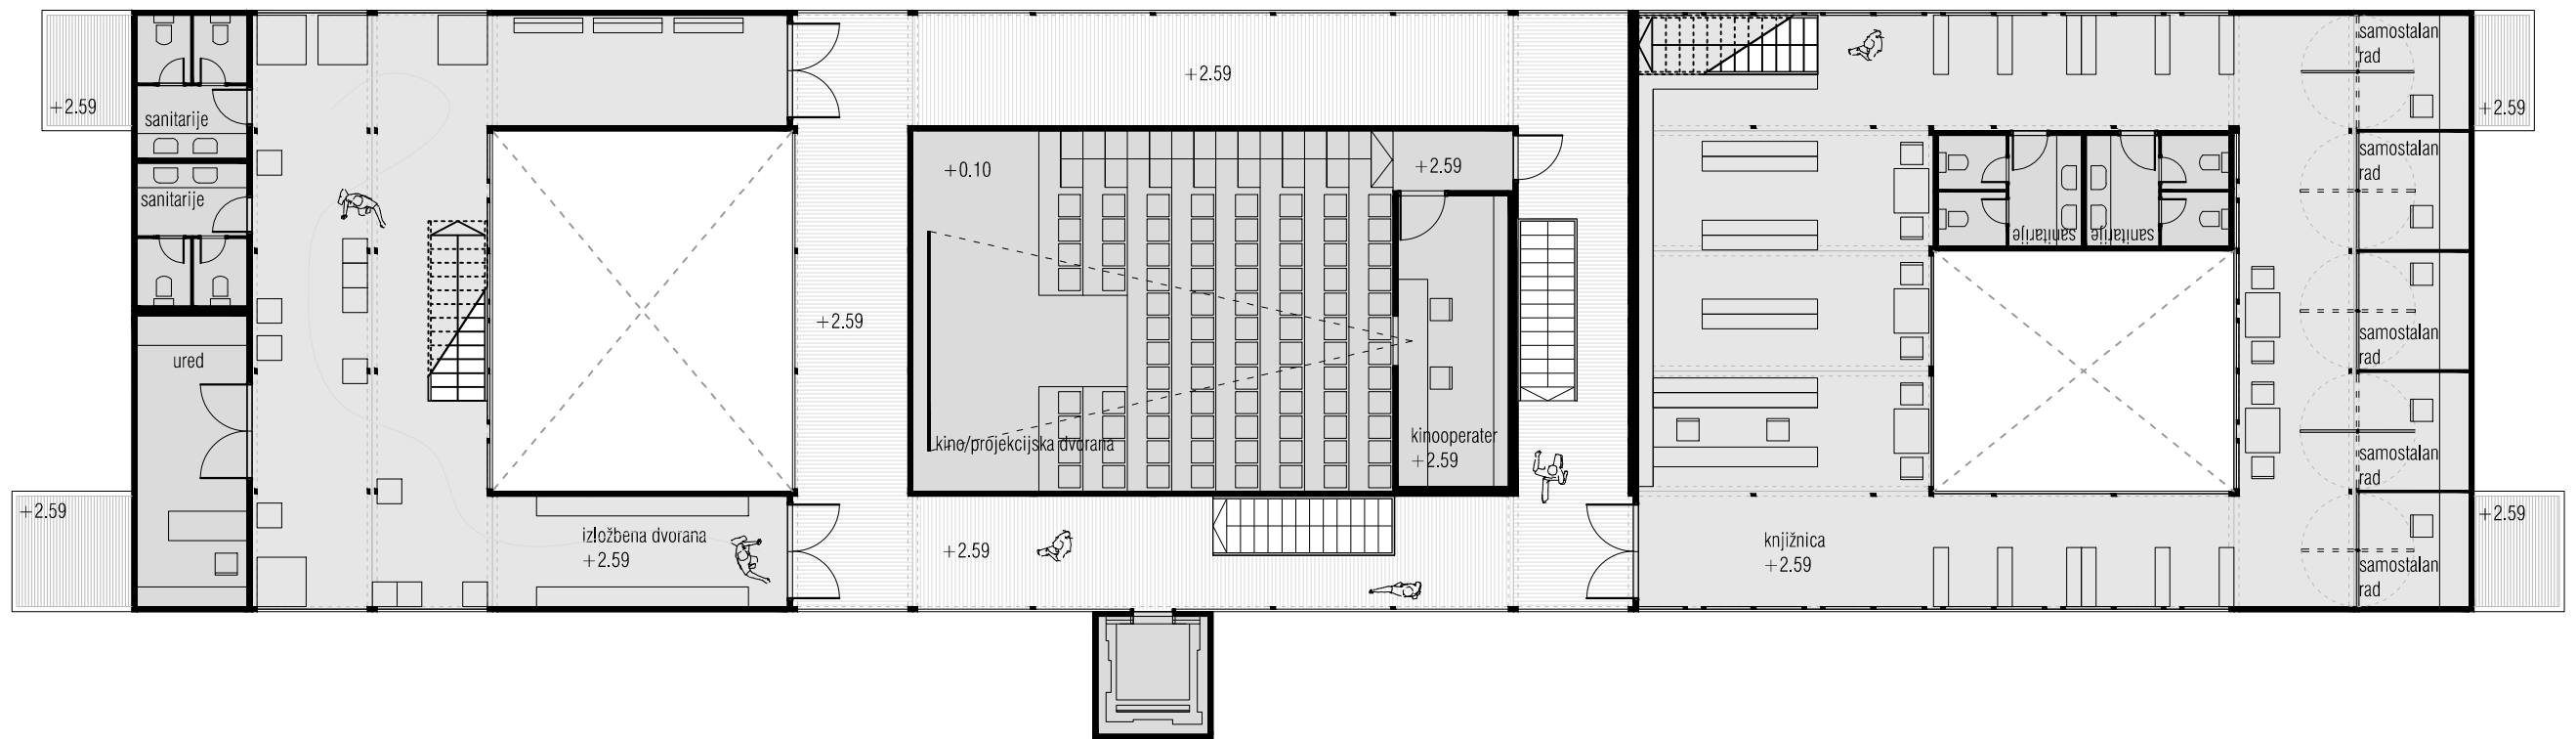 +2.59
sanitarije
sanitarije
ured
+2.59
izložbena dvorana
+2.59
+2.59
+2.59
+0.10
kino/projekcijska dvorana
+2.59
kinooperater
+2.59
+2.59
sanitarije
sanitarije
knjižnica
+2.59
samostalan
rad
samostalan
rad
samostalan
rad
samostalan
rad
samostalan
rad
+2.59
+2.59